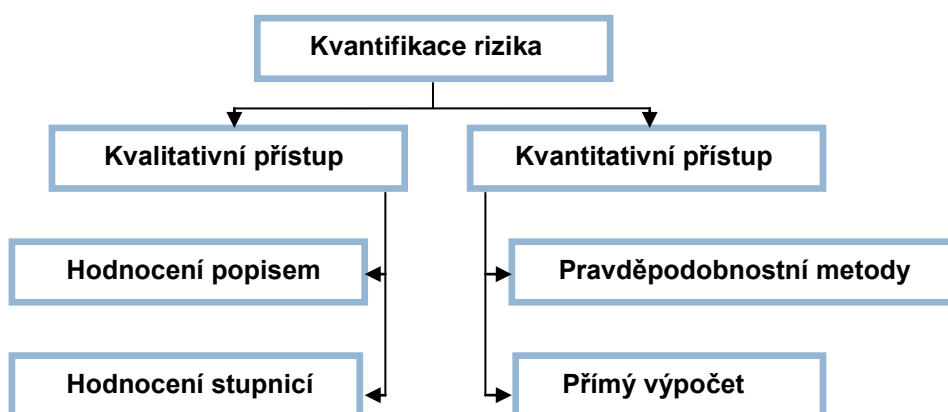 Kvantifikace rizika
Kvalitativní přístup
Kvantitativní přístup
Hodnocení popisem
Pravděpodobnostní metody
Hodnocení stupnicí
Přímý výpočet